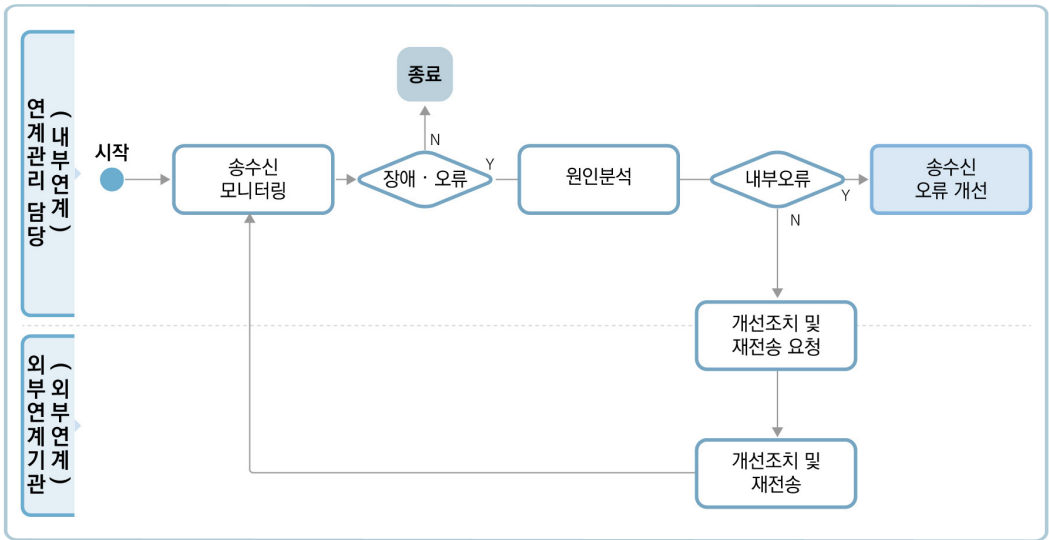 연계관리 담당
(내부연계)
시작
송수신
모니터링
장애 · 오류
N
종료
Y
원인분석
내부오류
Y
송수신
오류 개선
N
개선조치 및
재전송 요청
외부연계기관
(외부연계)
개선조치 및
재전송